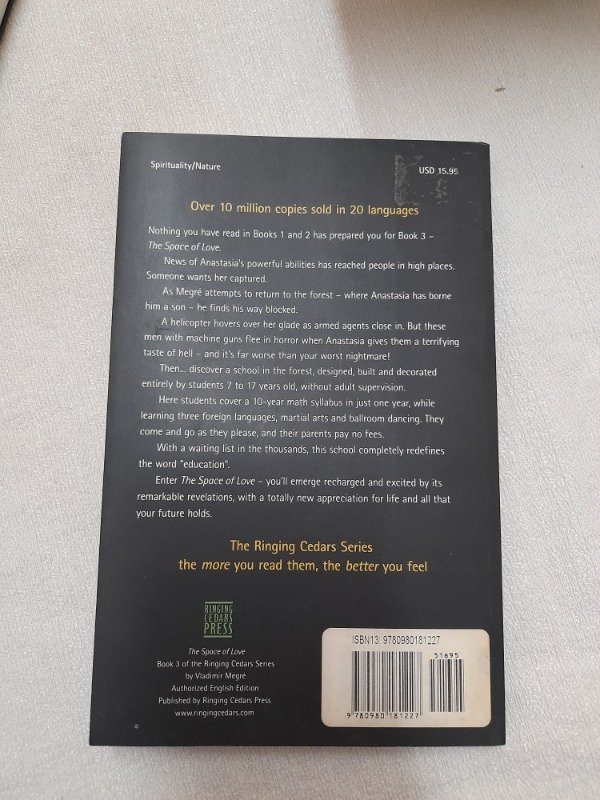 Spirituality/Nature
USD 15.95
Over 10 million copies sold in 20 languages
Nothing you have read in Books 1 and 2 has prepared you for Book 3 –
The Space of Love.
News of Anastasia's powerful abilities has reached people in high places.
Someone wants her captured.
As Megré attempts to return to the forest – where Anastasia has borne
him a son – he finds his way blocked.
A helicopter hovers over her glade as armed agents close in. But these
men with machine guns flee in horror when Anastasia gives them a terrifying
taste of hell – and it's far worse than your worst nightmare!
Then... discover a school in the forest, designed, built and decorated
entirely by students 7 to 17 years old, without adult supervision.
Here students cover a 10-year math syllabus in just one year, while
learning three foreign languages, martial arts and ballroom dancing. They
come and go as they please, and their parents pay no fees.
With a waiting list in the thousands, this school completely redefines
the word "education".
Enter The Space of Love – you'll emerge recharged and excited by its
remarkable revelations, with a totally new appreciation for life and all that
your future holds.
The Ringing Cedars Series
the more you read them, the better you feel
RINGING
CEDARS
PRESS
The Space of Love
Book 3 of the Ringing Cedars Series
by Vladimir Megré
Authorized English Edition
Published by Ringing Cedars Press
www.ringingcedars.com
ISBN13 9780980181227
51695
9 780980 181227